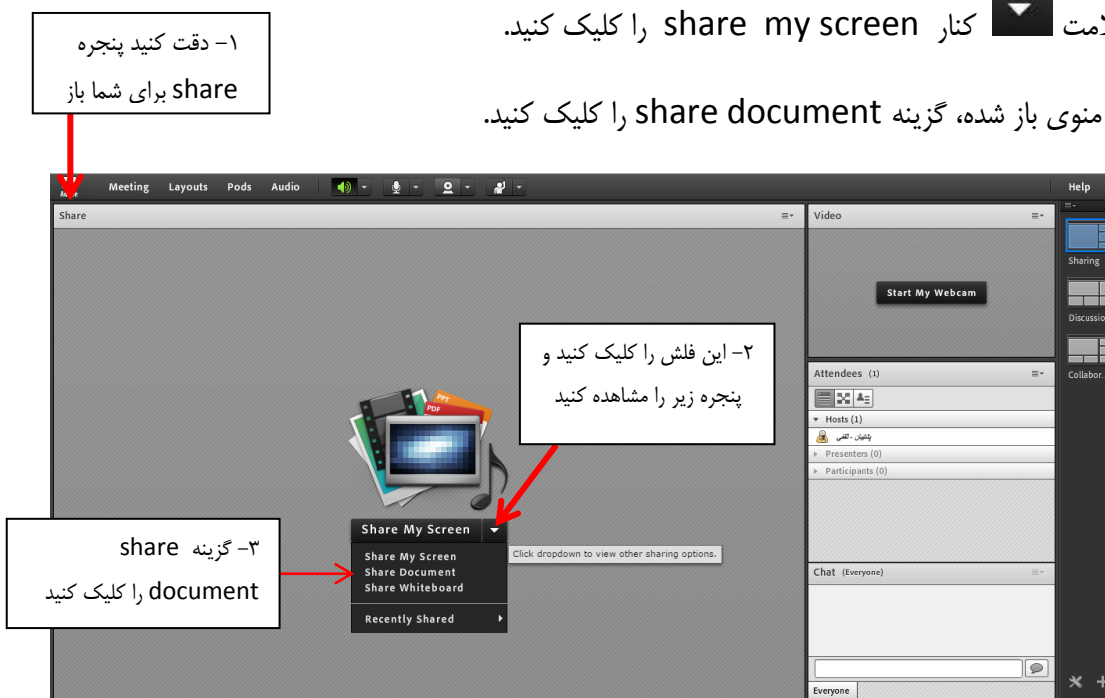 کنار share my screen را کلیک کنید.
منوی باز شده، گزینه share document را کلیک کنید.
۱- دقت کنید پنجره
share برای شما باز
Meeting Layouts Pods Audio Help
Share
Video
Sharing
Start My Webcam
۲- این فلش را کلیک کنید و
پنجره زیر را مشاهده کنید
Attendees (1)
Hosts (1)
Presenters (0)
Participants (0)
PPT
PDF
Share My Screen
Click dropdown to view other sharing options.
Share My Screen
Share Document
Share Whiteboard
Recently Shared
۳- گزینه share
document را کلیک کنید
Chat (Everyone)
Everyone
Discussio
Collabor.